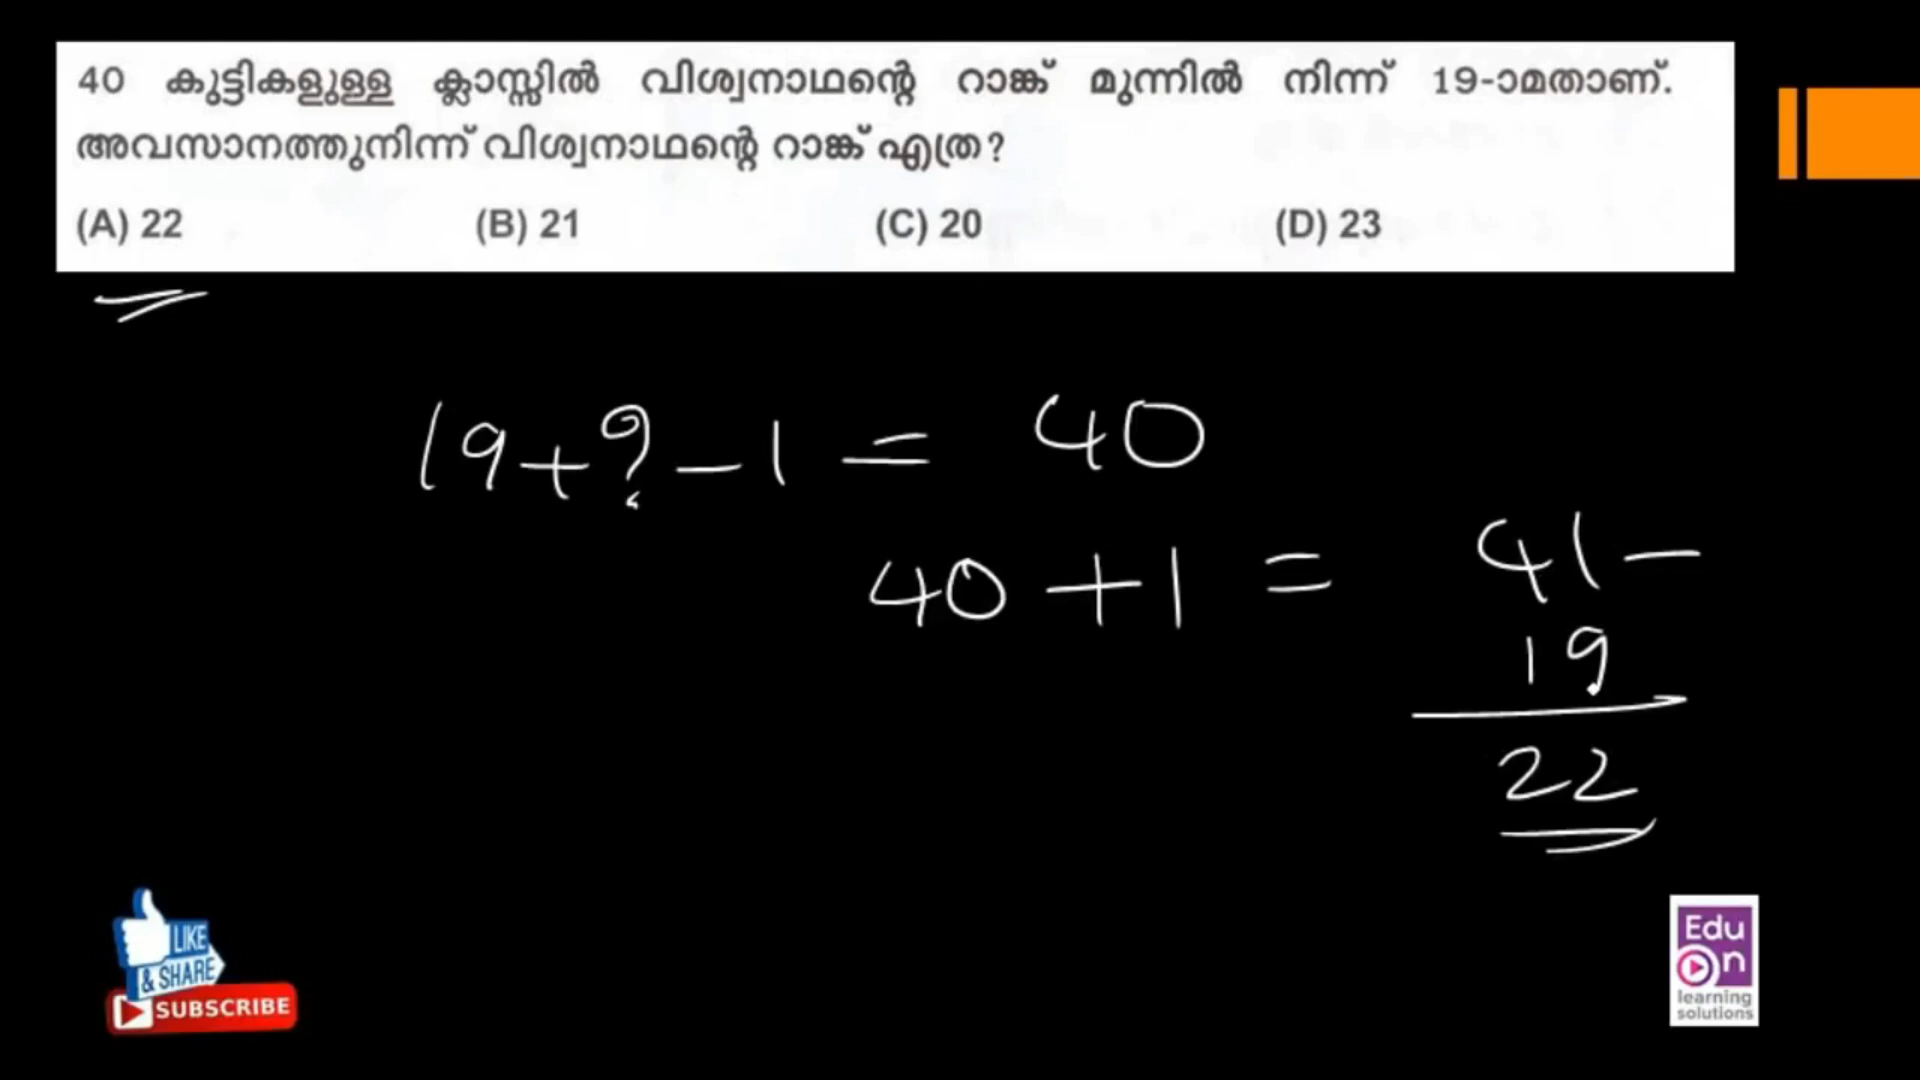 40 കുട്ടികളുള്ള ക്ലാസ്സിൽ വിശ്വനാഥന്റെ റാങ്ക് മുന്നിൽ നിന്ന് 19-ാമതാണ്.
അവസാനത്തുനിന്ന് വിശ്വനാഥന്റെ റാങ്ക് എത്ര?
(A) 22 (B) 21 (C) 20 (D) 23
19+?-1 = 40
40 +1 = 41-
19
22
LIKE
& SHARE
SUBSCRIBE
Edu
On
learning
solutions